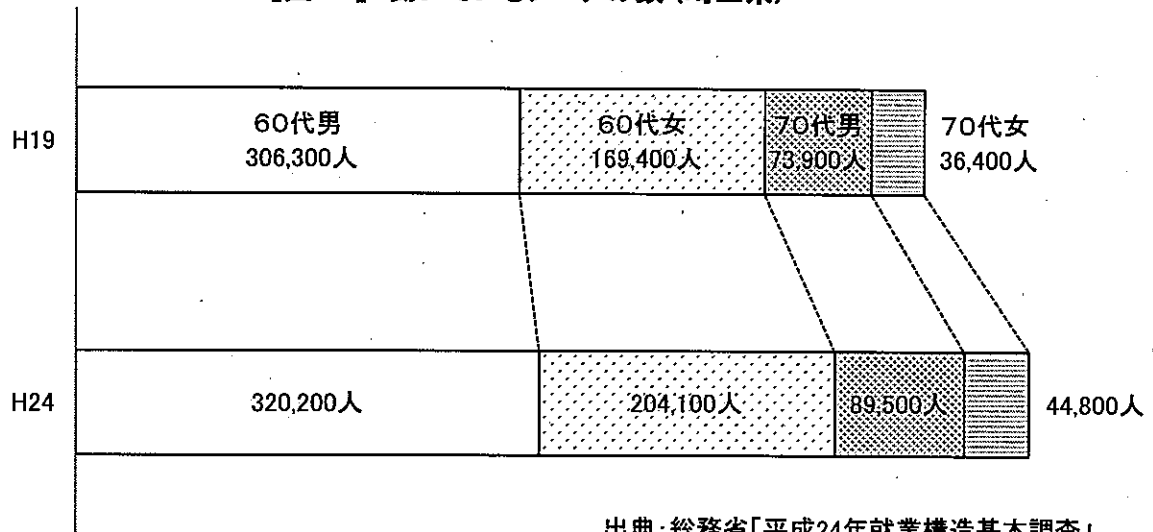 H19
60代男
306,300人
60代女
169,400人
70代男
73,900人
70代女
36,400人
H24
320,200人
204,100人
89,500人
44,800人
出典:総務省「平成24年就業構造基本調査」